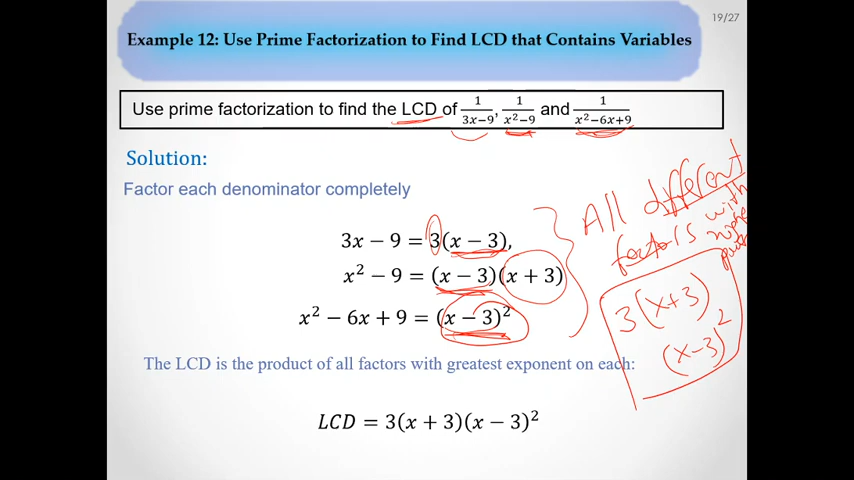 19/27
Example 12: Use Prime Factorization to Find LCD that Contains Variables
Use prime factorization to find the LCD of 1/(3x−9), 1/(x²−9) and 1/(x²−6x+9)
Solution:
Factor each denominator completely
3x − 9 = 3(x − 3),
x² − 9 = (x − 3)(x + 3)
x² − 6x + 9 = (x − 3)²
All different
factors with
3(x+3)
(x-3)²
The LCD is the product of all factors with greatest exponent on each:
LCD = 3(x + 3)(x − 3)²